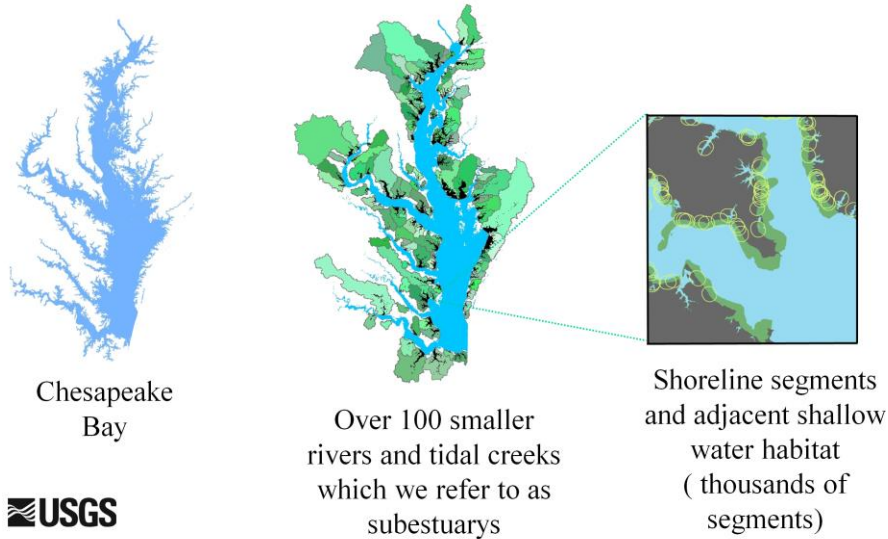 Chesapeake
Bay
Over 100 smaller
rivers and tidal creeks
which we refer to as
subestuarys
Shoreline segments
and adjacent shallow
water habitat
( thousands of
segments)
USGS